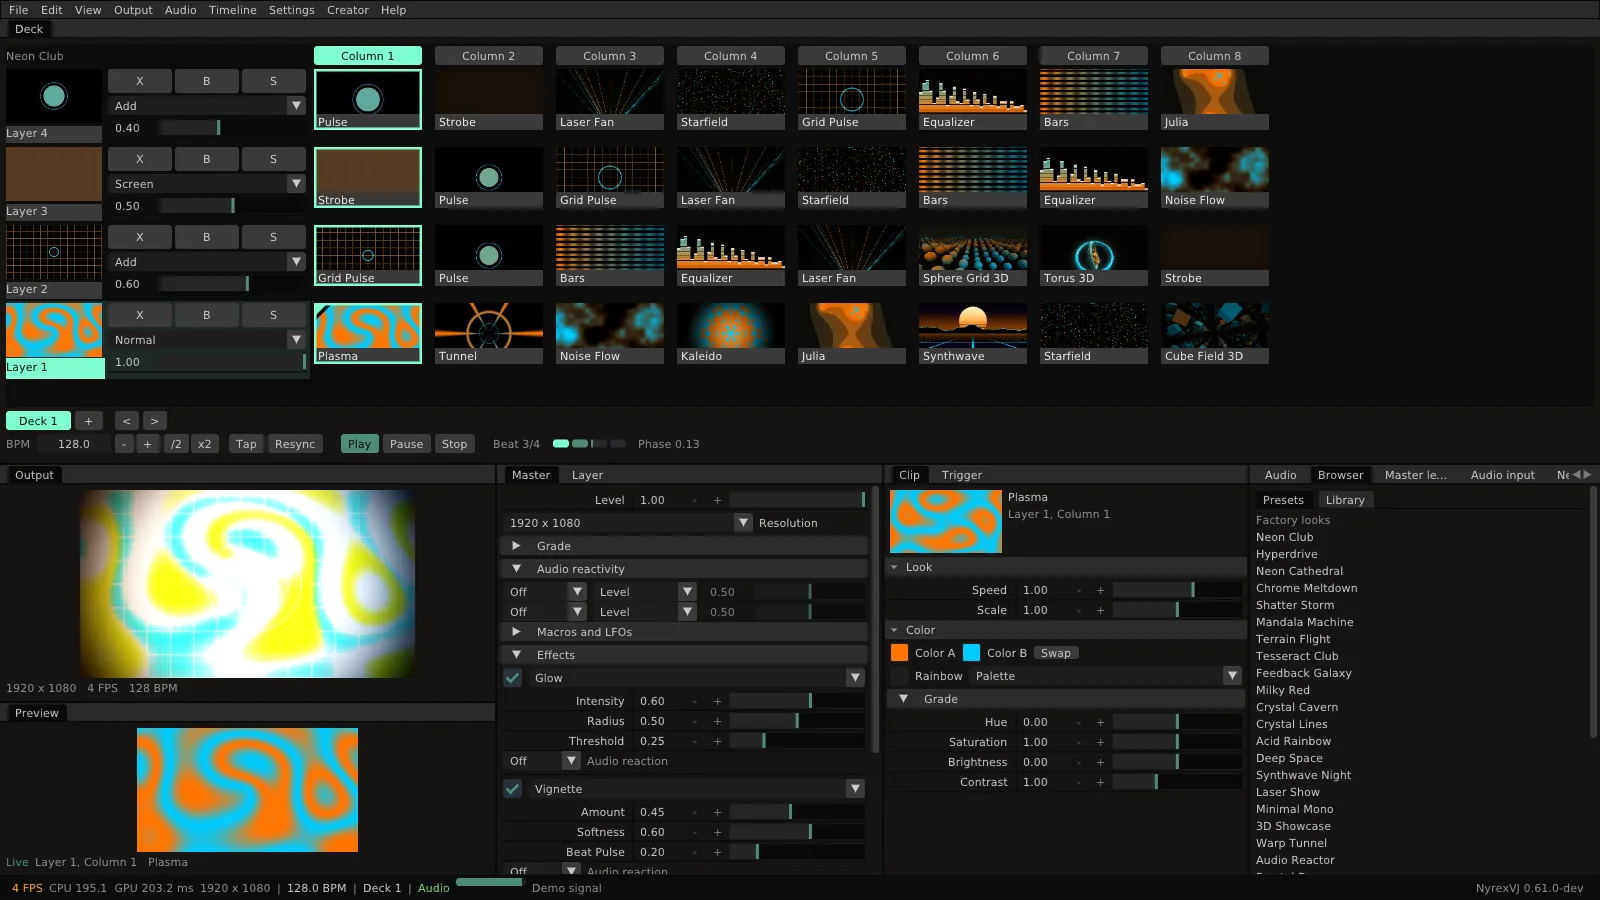 File Edit View Output Audio Timeline Settings Creator Help
Deck
Neon Club Column 1 Column 2 Column 3 Column 4 Column 5 Column 6 Column 7 Column 8
X B S
Add
0.40
Layer 4 Pulse Strobe Laser Fan Starfield Grid Pulse Equalizer Bars Julia
X B S
Screen
0.50
Layer 3 Strobe Pulse Grid Pulse Laser Fan Starfield Bars Equalizer Noise Flow
X B S
Add
0.60
Layer 2 Grid Pulse Pulse Bars Equalizer Laser Fan Sphere Grid 3D Torus 3D Strobe
X B S
Normal
1.00
Layer 1 Plasma Tunnel Noise Flow Kaleido Julia Synthwave Starfield Cube Field 3D
Deck 1 + < >
BPM 128.0 - + /2 x2 Tap Resync Play Pause Stop Beat 3/4 Phase 0.13
Output
1920 x 1080 4 FPS 128 BPM
Preview
Live Layer 1, Column 1 Plasma
Master Layer
Level 1.00 - +
1920 x 1080 Resolution
Grade
Audio reactivity
Off Level 0.50
Off Level 0.50
Macros and LFOs
Effects
Glow
Intensity 0.60 - +
Radius 0.50 - +
Threshold 0.25 - +
Off Audio reaction
Vignette
Amount 0.45 - +
Softness 0.60 - +
Beat Pulse 0.20 - +
Off Audio reaction
Clip Trigger
Plasma
Layer 1, Column 1
Look
Speed 1.00 - +
Scale 1.00 - +
Color
Color A Color B Swap
Rainbow Palette
Grade
Hue 0.00 - +
Saturation 1.00 - +
Brightness 0.00 - +
Contrast 1.00 - +
Audio Browser Master le... Audio input
Presets Library
Factory looks
Neon Club
Hyperdrive
Neon Cathedral
Chrome Meltdown
Shatter Storm
Mandala Machine
Terrain Flight
Tesseract Club
Feedback Galaxy
Milky Red
Crystal Cavern
Crystal Lines
Acid Rainbow
Deep Space
Synthwave Night
Laser Show
Minimal Mono
3D Showcase
Warp Tunnel
Audio Reactor
4 FPS CPU 195.1 GPU 203.2 ms 1920 x 1080 | 128.0 BPM | Deck 1 | Audio Demo signal NyrexVJ 0.61.0-dev